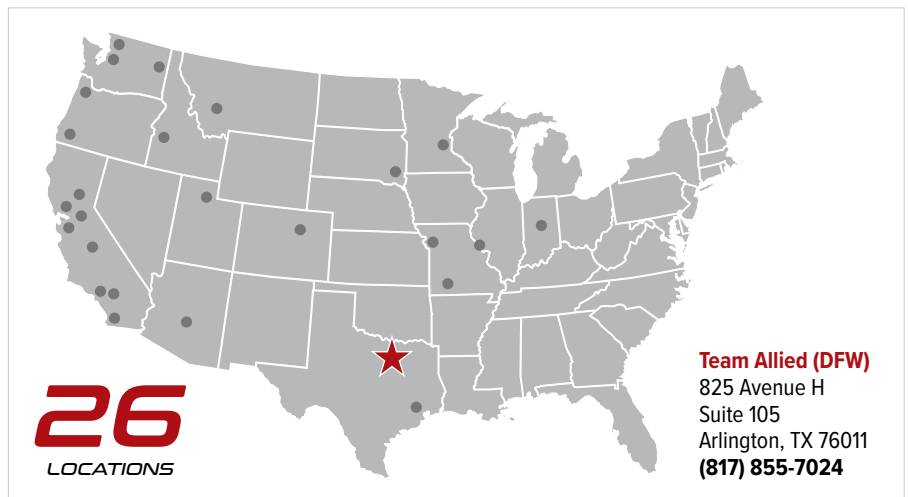 26
LOCATIONS
Team Allied (DFW)
825 Avenue H
Suite 105
Arlington, TX 76011
(817) 855-7024